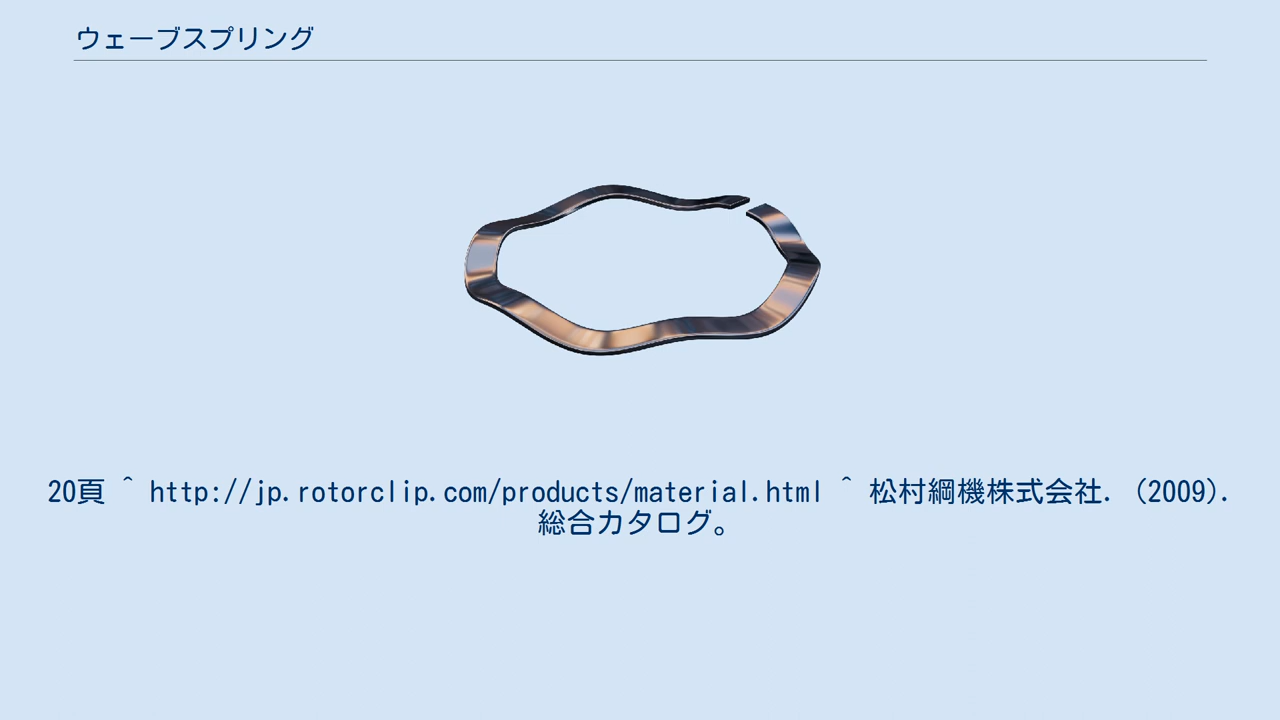 ウェーブスプリング
20頁 ^ http://jp.rotorclip.com/products/material.html ^ 松村綱機株式会社. (2009).
総合カタログ。